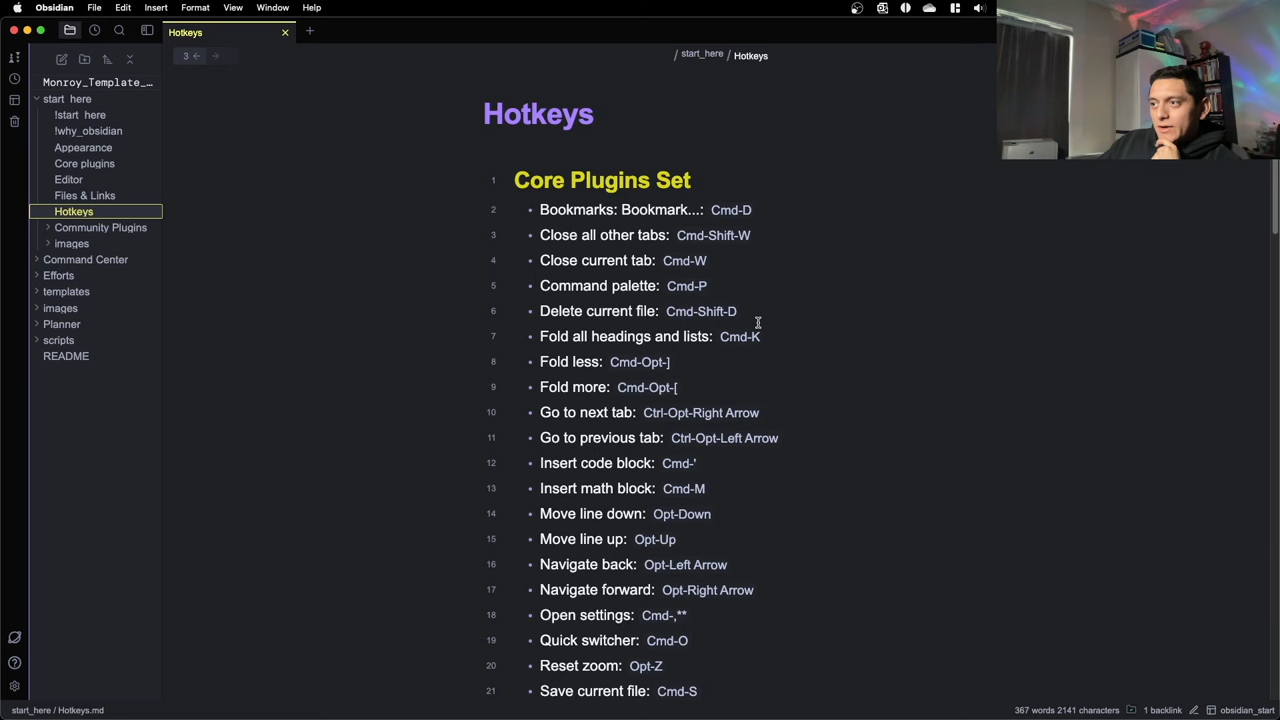 Obsidian File Edit Insert Format View Window Help
Hotkeys
3
/ start_here / Hotkeys
Monroy_Template_...
start here
!start here
!why_obsidian
Appearance
Core plugins
Editor
Files & Links
Hotkeys
Community Plugins
images
Command Center
Efforts
templates
images
Planner
scripts
README
Hotkeys
1 Core Plugins Set
2 • Bookmarks: Bookmark...: Cmd-D
3 • Close all other tabs: Cmd-Shift-W
4 • Close current tab: Cmd-W
5 • Command palette: Cmd-P
6 • Delete current file: Cmd-Shift-D
7 • Fold all headings and lists: Cmd-K
8 • Fold less: Cmd-Opt-]
9 • Fold more: Cmd-Opt-[
10 • Go to next tab: Ctrl-Opt-Right Arrow
11 • Go to previous tab: Ctrl-Opt-Left Arrow
12 • Insert code block: Cmd-'
13 • Insert math block: Cmd-M
14 • Move line down: Opt-Down
15 • Move line up: Opt-Up
16 • Navigate back: Opt-Left Arrow
17 • Navigate forward: Opt-Right Arrow
18 • Open settings: Cmd-,**
19 • Quick switcher: Cmd-O
20 • Reset zoom: Opt-Z
21 • Save current file: Cmd-S
start_here / Hotkeys.md
367 words 2141 characters 1 backlink obsidian_start